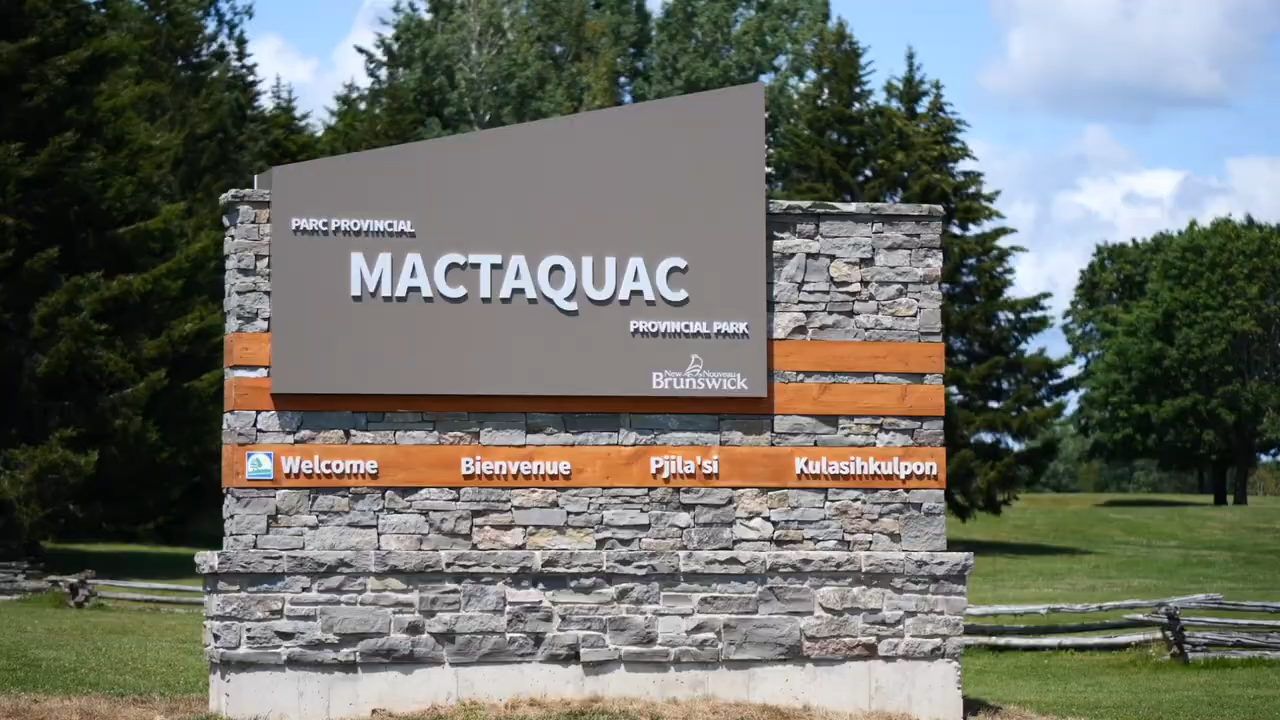 PARC PROVINCIAL
MACTAQUAC
PROVINCIAL PARK
New Nouveau
Brunswick
Welcome Bienvenue Pjila'si Kulasihkulpon